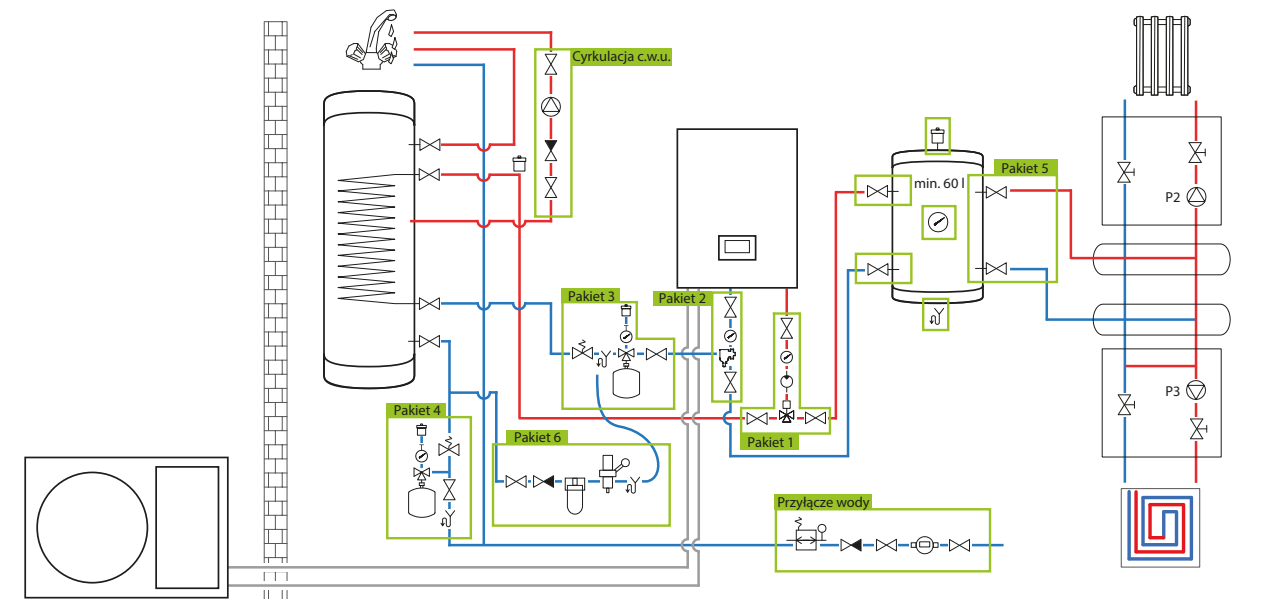 Cyrkulacja c.w.u.
min. 60 l
Pakiet 5
P2
Pakiet 3
Pakiet 2
P3
Pakiet 4
Pakiet 6
Pakiet 1
Przyłącze wody